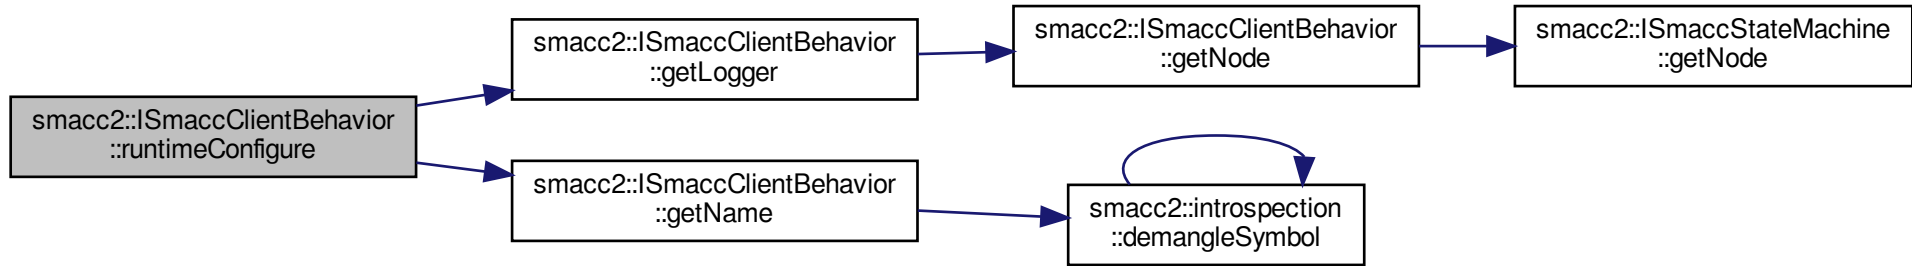 smacc2::ISmaccClientBehavior
::runtimeConfigure
smacc2::ISmaccClientBehavior
::getLogger
smacc2::ISmaccClientBehavior
::getNode
smacc2::ISmaccStateMachine
::getNode
smacc2::ISmaccClientBehavior
::getName
smacc2::introspection
::demangleSymbol